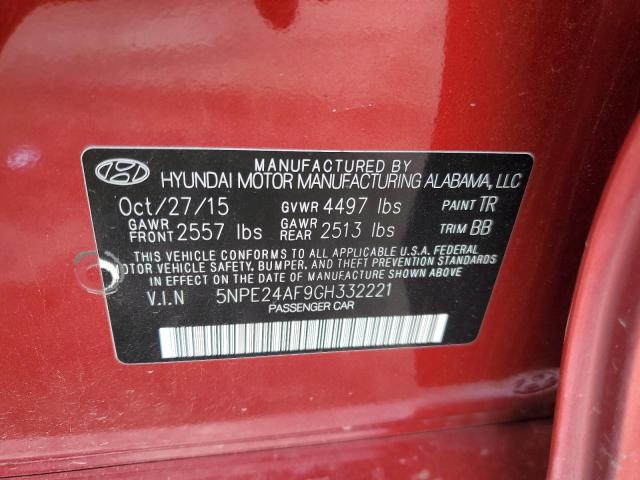 MANUFACTURED BY
HYUNDAI MOTOR MANUFACTURING ALABAMA, LLC
Oct/27/15 GVWR 4497 lbs PAINT TR
GAWR FRONT 2557 lbs GAWR REAR 2513 lbs TRIM BB
THIS VEHICLE CONFORMS TO ALL APPLICABLE U.S.A. FEDERAL
MOTOR VEHICLE SAFETY, BUMPER, AND THEFT PREVENTION STANDARDS
IN EFFECT ON THE DATE OF MANUFACTURE SHOWN ABOVE.
V.I.N 5NPE24AF9GH332221
PASSENGER CAR